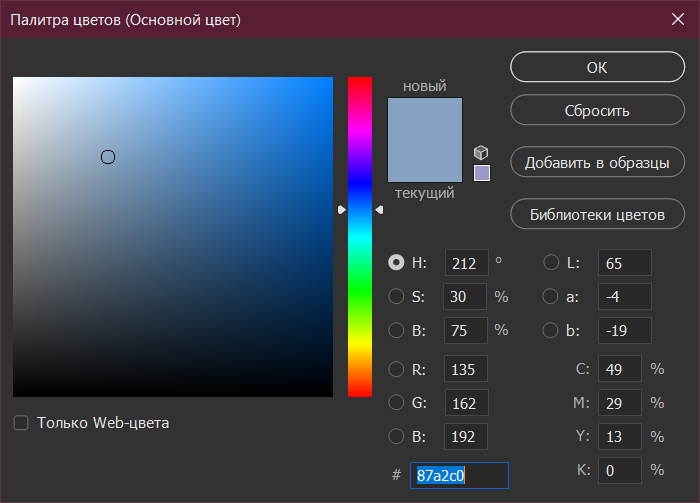 Палитра цветов (Основной цвет)
новый
текущий
OK
Сбросить
Добавить в образцы
Библиотеки цветов
H: 212 °
S: 30 %
B: 75 %
R: 135
G: 162
B: 192
# 87a2c0
L: 65
a: -4
b: -19
C: 49 %
M: 29 %
Y: 13 %
K: 0 %
Только Web-цвета